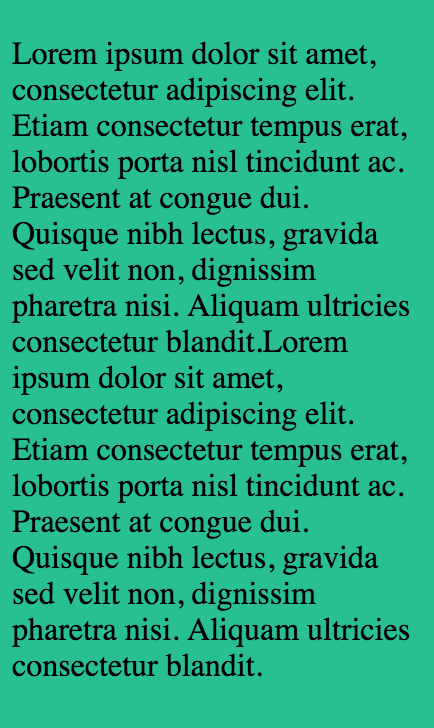 Lorem ipsum dolor sit amet,
consectetur adipiscing elit.
Etiam consectetur tempus erat,
lobortis porta nisl tincidunt ac.
Praesent at congue dui.
Quisque nibh lectus, gravida
sed velit non, dignissim
pharetra nisi. Aliquam ultricies
consectetur blandit.Lorem
ipsum dolor sit amet,
consectetur adipiscing elit.
Etiam consectetur tempus erat,
lobortis porta nisl tincidunt ac.
Praesent at congue dui.
Quisque nibh lectus, gravida
sed velit non, dignissim
pharetra nisi. Aliquam ultricies
consectetur blandit.